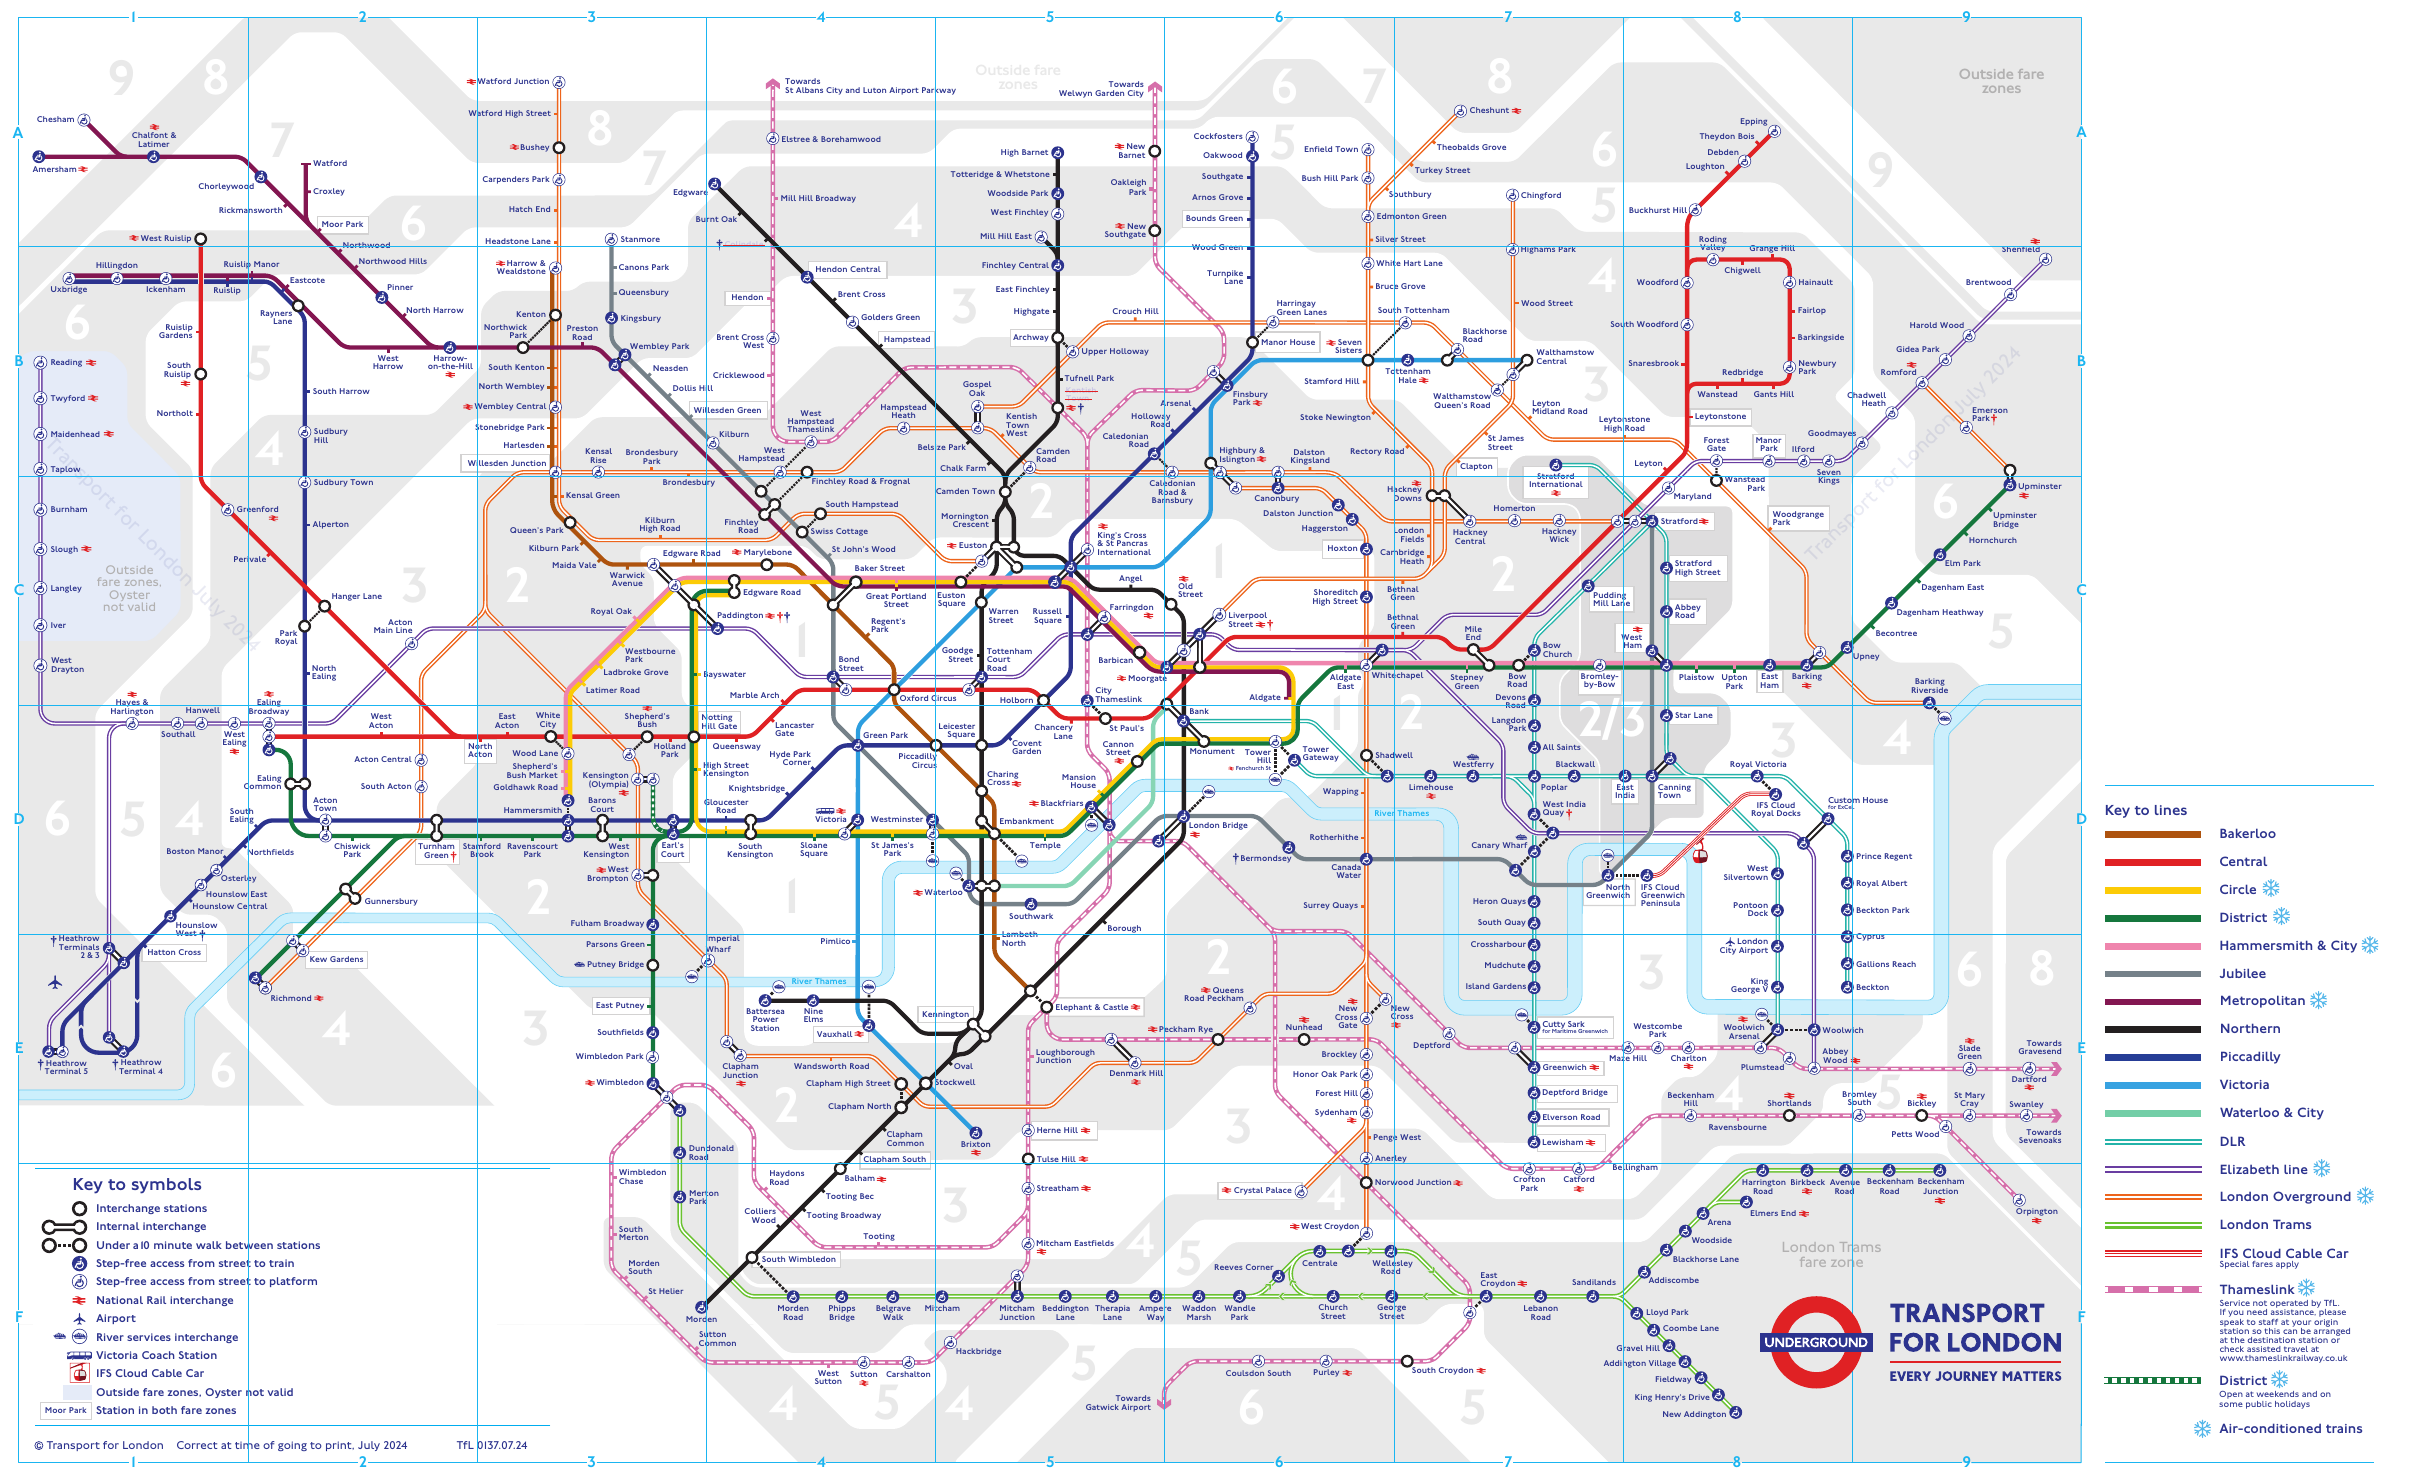 1 2 3 4 5 6 7 8 9
A
B
C
D
E
F
Outside fare
zones
Outside fare
zones
Outside
fare zones,
Oyster
not valid
Transport for London July 2024
Transport for London July 2024
Chesham
Chalfont &
Latimer
Amersham
Chorleywood
Rickmansworth
Watford
Croxley
Moor Park
Northwood
Northwood Hills
Pinner
North Harrow
West Harrow
Harrow-
on-the-Hill
Northwick
Park
Preston
Road
Wembley Park
West Ruislip
Hillingdon
Uxbridge
Ickenham
Ruislip
Ruislip Manor
Eastcote
Rayners
Lane
Ruislip
Gardens
South
Ruislip
Northolt
Greenford
Perivale
Hanger Lane
South Harrow
Sudbury
Hill
Sudbury Town
Alperton
Park
Royal
North
Ealing
Reading
Twyford
Maidenhead
Taplow
Burnham
Slough
Langley
Iver
West
Drayton
Hayes &
Harlington
Southall
Hanwell
West
Ealing
Ealing
Broadway
Acton
Main Line
West
Acton
East
Acton
North
Acton
White
City
Shepherd's
Bush
Holland
Park
Notting
Hill Gate
Queensway
Lancaster
Gate
Marble Arch
Bond
Street
Oxford Circus
Watford Junction
Watford High Street
Bushey
Carpenders Park
Hatch End
Headstone Lane
Harrow &
Wealdstone
Kenton
South Kenton
North Wembley
Wembley Central
Stonebridge Park
Harlesden
Willesden Junction
Kensal Green
Queen's Park
Kilburn Park
Maida Vale
Warwick
Avenue
Stanmore
Canons Park
Queensbury
Kingsbury
Neasden
Dollis Hill
Willesden Green
Kilburn
West
Hampstead
Finchley
Road
Swiss Cottage
St John's Wood
Kensal
Rise
Brondesbury
Park
Brondesbury
Finchley Road & Frognal
South Hampstead
Kilburn
High Road
Edgware Road
Marylebone
Baker Street
Great Portland
Street
Euston
Square
Euston
Regent's
Park
Paddington
Edgware Road
Royal Oak
Westbourne
Park
Ladbroke Grove
Latimer Road
Bayswater
Wood Lane
Shepherd's
Bush Market
Goldhawk Road
Hammersmith
Kensington
(Olympia)
High Street
Kensington
Barons
Court
Gloucester
Road
Earl's
Court
West
Kensington
South
Kensington
Knightsbridge
Hyde Park
Corner
Green Park
Piccadilly
Circus
Leicester
Square
Covent
Garden
Holborn
Chancery
Lane
St Paul's
Bank
Towards
St Albans City and Luton Airport Parkway
Elstree & Borehamwood
Mill Hill Broadway
Hendon
Brent Cross
West
Cricklewood
West
Hampstead
Thameslink
Edgware
Burnt Oak
Colindale
Hendon Central
Brent Cross
Golders Green
Hampstead
Belsize Park
Chalk Farm
Camden Town
Mornington
Crescent
High Barnet
Totteridge & Whetstone
Woodside Park
West Finchley
Mill Hill East
Finchley Central
East Finchley
Highgate
Archway
Upper Holloway
Tufnell Park
Kentish
Town
Gospel
Oak
Hampstead
Heath
Kentish
Town
West
Camden
Road
Crouch Hill
Towards
Welwyn Garden City
New
Barnet
Oakleigh
Park
New
Southgate
Cockfosters
Oakwood
Southgate
Arnos Grove
Bounds Green
Wood Green
Turnpike
Lane
Harringay
Green Lanes
Manor House
Finsbury
Park
Arsenal
Holloway
Road
Caledonian
Road
Caledonian
Road &
Barnsbury
Highbury &
Islington
Canonbury
Dalston
Kingsland
Dalston Junction
Haggerston
Hoxton
Shoreditch
High Street
King's Cross
& St Pancras
International
Angel
Old
Street
Farringdon
Barbican
Moorgate
Liverpool
Street
Warren
Street
Russell
Square
Goodge
Street
Tottenham
Court
Road
City
Thameslink
Aldgate
Aldgate
East
Cannon
Street
Monument
Tower
Hill
Fenchurch St
Tower
Gateway
Mansion
House
Blackfriars
Charing
Cross
Embankment
Temple
Westminster
St James's
Park
Victoria
Sloane
Square
Pimlico
Waterloo
Southwark
Lambeth
North
London Bridge
Bermondsey
Borough
Elephant & Castle
Kennington
Enfield Town
Bush Hill Park
Edmonton Green
Silver Street
White Hart Lane
Bruce Grove
South Tottenham
Seven
Sisters
Tottenham
Hale
Stamford Hill
Stoke Newington
Rectory Road
Cheshunt
Theobalds Grove
Turkey Street
Southbury
Chingford
Highams Park
Wood Street
Walthamstow
Central
Blackhorse
Road
Walthamstow
Queen's Road
St James
Street
Clapton
Leyton
Midland Road
Leytonstone
High Road
Hackney
Downs
Hackney
Central
London
Fields
Cambridge
Heath
Bethnal
Green
Homerton
Hackney
Wick
Stratford
International
Stratford
Stratford
High Street
Abbey
Road
West
Ham
Maryland
Leyton
Leytonstone
Epping
Theydon Bois
Debden
Loughton
Buckhurst Hill
Roding
Valley
Chigwell
Grange Hill
Hainault
Fairlop
Barkingside
Newbury
Park
Gants Hill
Redbridge
Wanstead
Woodford
South Woodford
Snaresbrook
Shenfield
Brentwood
Harold Wood
Gidea Park
Romford
Chadwell
Heath
Goodmayes
Seven
Kings
Ilford
Manor
Park
Forest
Gate
Wanstead
Park
Woodgrange
Park
Emerson
Park
Upminster
Upminster
Bridge
Hornchurch
Elm Park
Dagenham East
Dagenham Heathway
Becontree
Upney
Barking
East
Ham
Upton
Park
Plaistow
Bromley-
by-Bow
Bow
Road
Bow
Church
Mile
End
Stepney
Green
Whitechapel
Bethnal
Green
Barking
Riverside
Pudding
Mill Lane
Devons
Road
Langdon
Park
All Saints
Poplar
Blackwall
East
India
Canning
Town
Star Lane
Westferry
Limehouse
Shadwell
Wapping
Rotherhithe
Canada
Water
Surrey Quays
West India
Quay
Canary Wharf
Heron Quays
South Quay
Crossharbour
Mudchute
Island Gardens
Cutty Sark
for Maritime Greenwich
Greenwich
Deptford Bridge
Elverson Road
Lewisham
North
Greenwich
IFS Cloud
Greenwich
Peninsula
IFS Cloud
Royal Docks
Royal Victoria
Custom House
for ExCeL
Prince Regent
Royal Albert
Beckton Park
Cyprus
Gallions Reach
Beckton
West
Silvertown
Pontoon
Dock
London
City Airport
King
George V
Woolwich
Arsenal
Woolwich
Abbey
Wood
Plumstead
Slade
Green
Dartford
Towards
Gravesend
Deptford
Maze Hill
Westcombe
Park
Charlton
River Thames
River Thames
Acton Central
South Acton
Ealing
Common
Acton
Town
South
Ealing
Northfields
Boston Manor
Osterley
Hounslow East
Hounslow Central
Hounslow
West
Hatton Cross
Heathrow
Terminals
2 & 3
Heathrow
Terminal 5
Heathrow
Terminal 4
Chiswick
Park
Turnham
Green
Stamford
Brook
Ravenscourt
Park
Gunnersbury
Kew Gardens
Richmond
West
Brompton
Fulham Broadway
Parsons Green
Putney Bridge
East Putney
Southfields
Wimbledon Park
Wimbledon
Imperial
Wharf
Battersea
Power
Station
Nine
Elms
Vauxhall
Clapham
Junction
Wandsworth Road
Clapham High Street
Clapham North
Stockwell
Oval
Brixton
Clapham
Common
Clapham South
Balham
Tooting Bec
Tooting Broadway
Colliers
Wood
South Wimbledon
Morden
Haydons
Road
Tooting
Loughborough
Junction
Denmark Hill
Peckham Rye
Queens
Road Peckham
Nunhead
New
Cross
Gate
New
Cross
Brockley
Honor Oak Park
Forest Hill
Sydenham
Penge West
Anerley
Norwood Junction
Crystal Palace
West Croydon
Herne Hill
Tulse Hill
Streatham
Mitcham Eastfields
Crofton
Park
Catford
Bellingham
Beckenham
Hill
Ravensbourne
Shortlands
Bromley
South
Bickley
Petts Wood
St Mary
Cray
Swanley
Towards
Sevenoaks
Orpington
Dundonald
Road
Merton
Park
Wimbledon
Chase
South
Merton
Morden
South
St Helier
Sutton
Common
West
Sutton
Sutton
Carshalton
Hackbridge
Morden
Road
Phipps
Bridge
Belgrave
Walk
Mitcham
Mitcham
Junction
Beddington
Lane
Therapia
Lane
Ampere
Way
Waddon
Marsh
Wandle
Park
Reeves Corner
Centrale
Church
Street
Wellesley
Road
George
Street
East
Croydon
Lebanon
Road
Sandilands
Towards
Gatwick Airport
Coulsdon South
Purley
South Croydon
Harrington
Road
Birkbeck
Avenue
Road
Beckenham
Road
Beckenham
Junction
Elmers End
Arena
Woodside
Blackhorse Lane
Addiscombe
Lloyd Park
Coombe Lane
Gravel Hill
Addington Village
Fieldway
King Henry's Drive
New Addington
London Trams
fare zone
2/3
Key to symbols
Interchange stations
Internal interchange
Under a 10 minute walk between stations
Step-free access from street to train
Step-free access from street to platform
National Rail interchange
Airport
River services interchange
Victoria Coach Station
IFS Cloud Cable Car
Outside fare zones, Oyster not valid
Moor Park Station in both fare zones
© Transport for London Correct at time of going to print, July 2024 TfL 0137.07.24
UNDERGROUND
TRANSPORT
FOR LONDON
EVERY JOURNEY MATTERS
Key to lines
Bakerloo
Central
Circle
District
Hammersmith & City
Jubilee
Metropolitan
Northern
Piccadilly
Victoria
Waterloo & City
DLR
Elizabeth line
London Overground
London Trams
IFS Cloud Cable Car
Special fares apply
Thameslink
Service not operated by TfL.
If you need assistance, please
speak to staff at your origin
station so this can be arranged
at the destination station or
check assisted travel at
www.thameslinkrailway.co.uk
District
Open at weekends and on
some public holidays
Air-conditioned trains